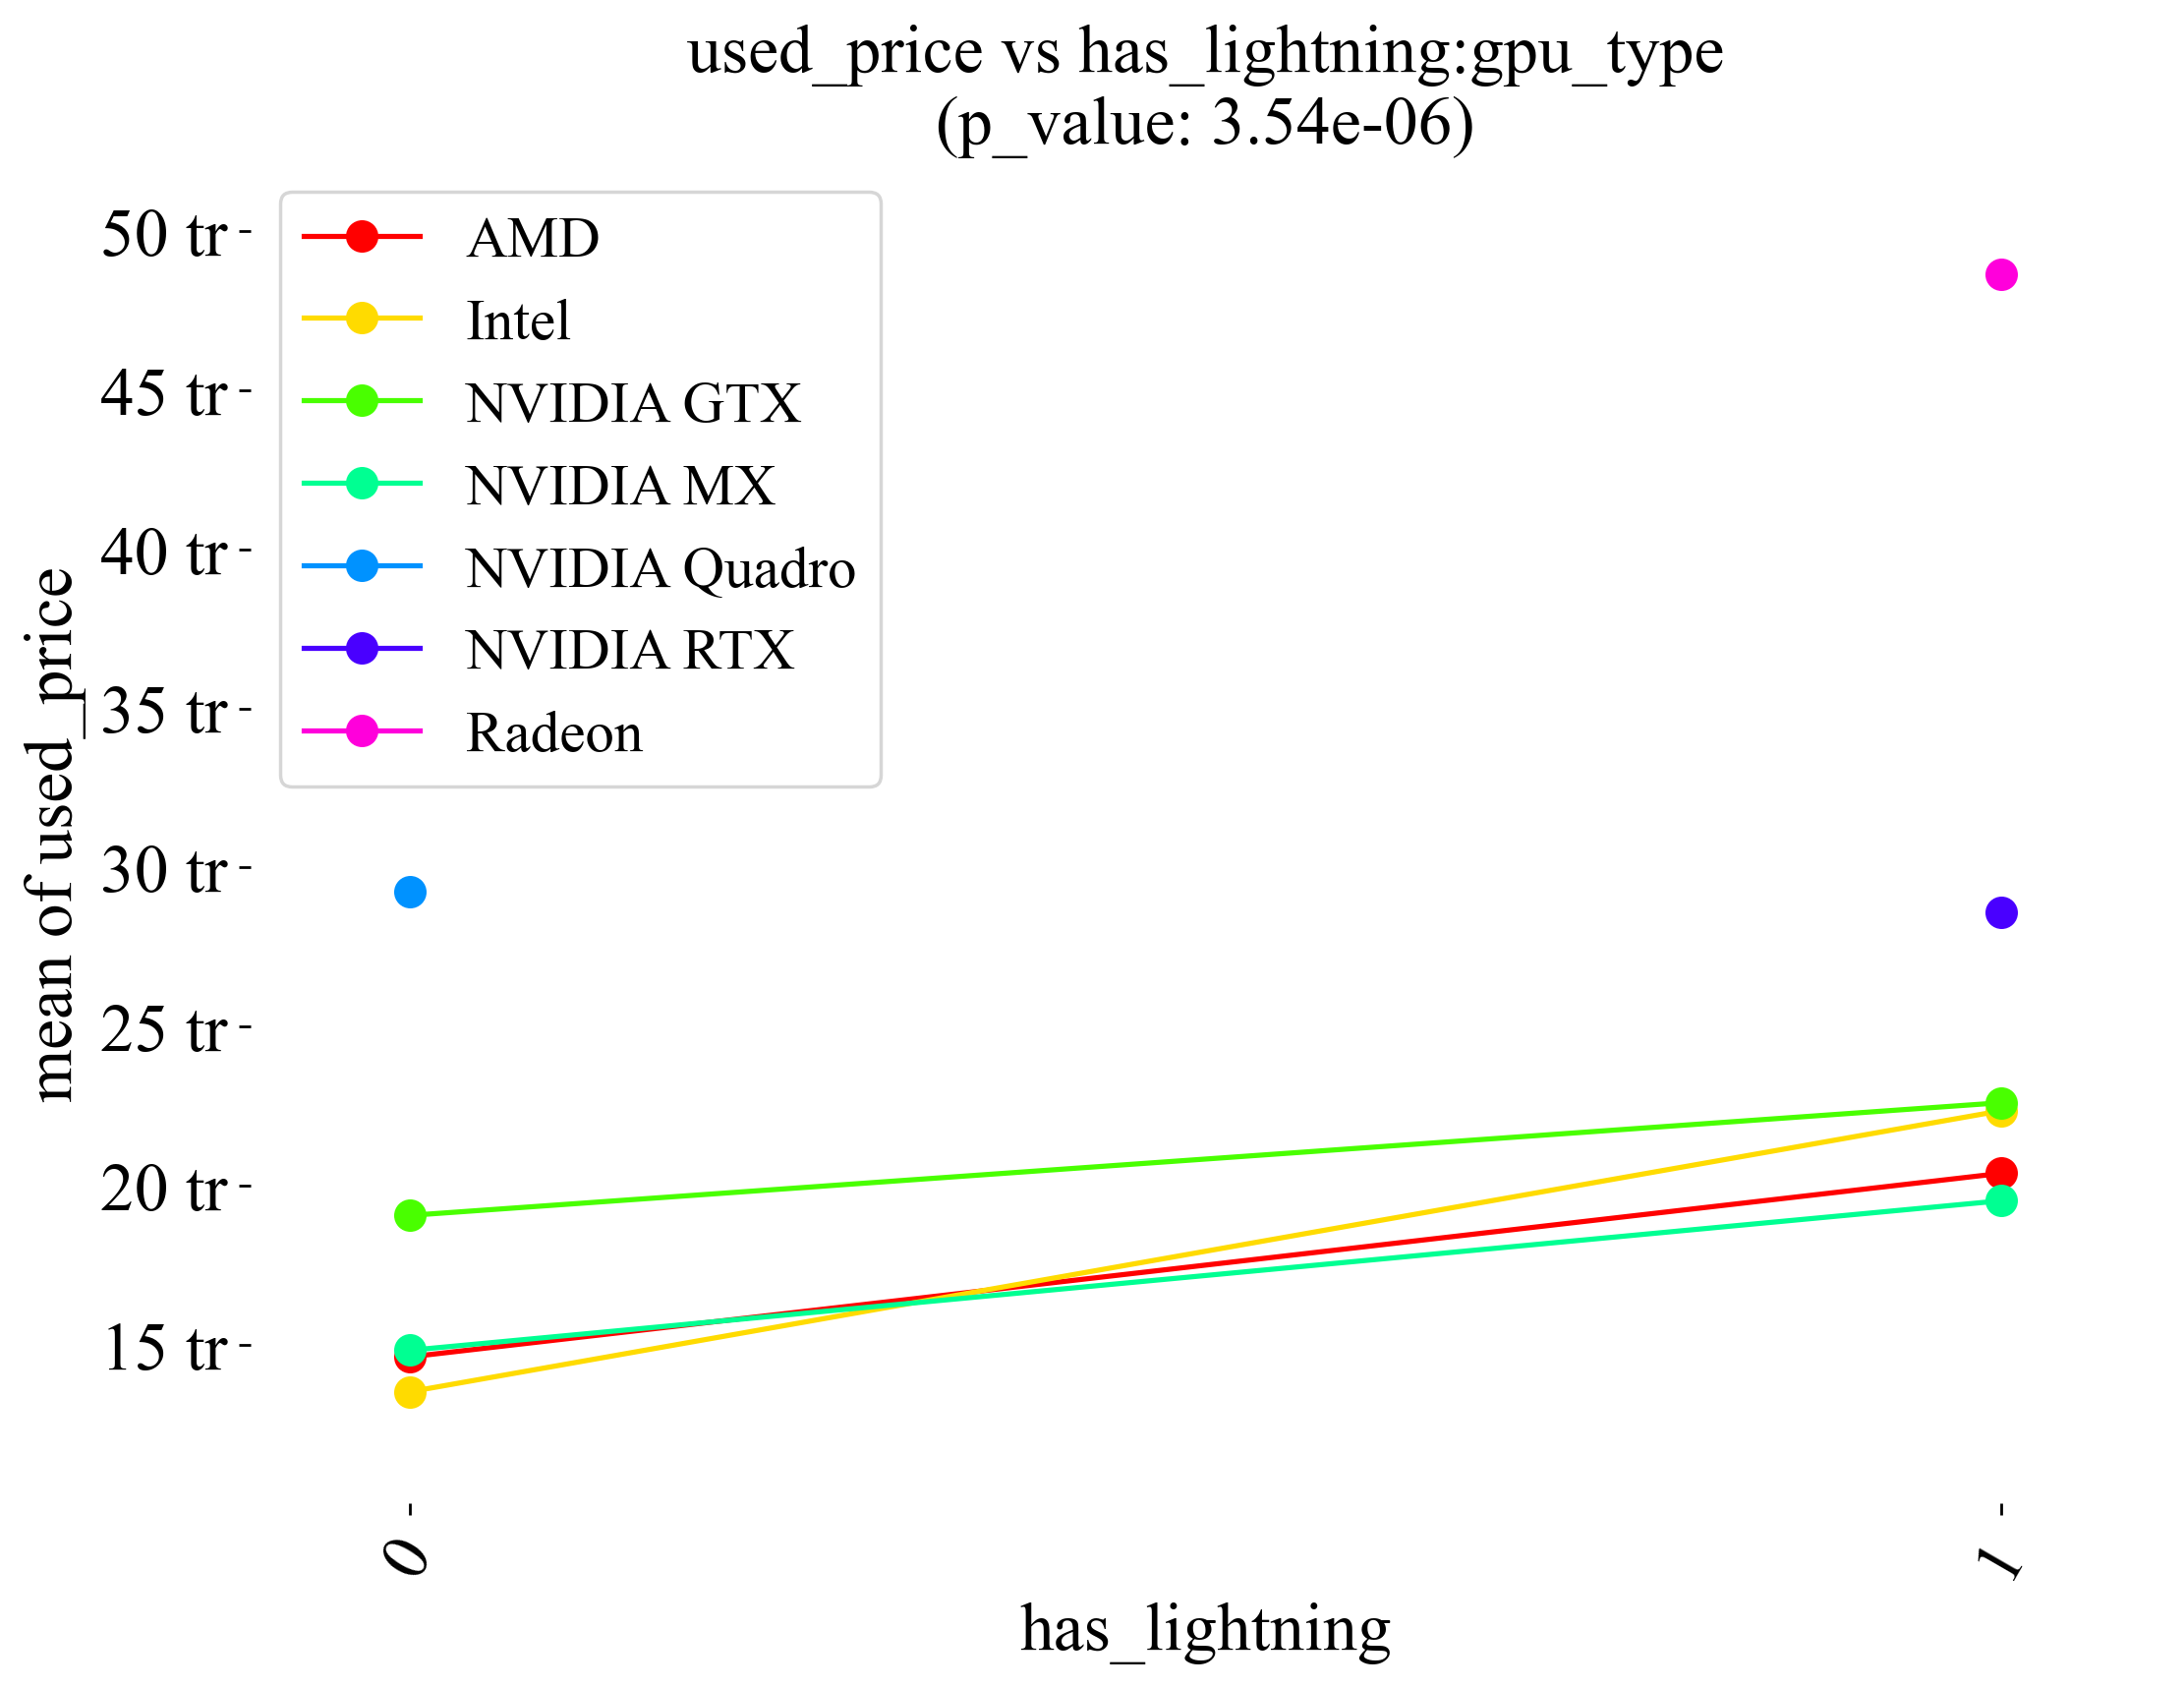 used_price vs has_lightning:gpu_type
(p_value: 3.54e-06)
50 tr
45 tr
40 tr
35 tr
30 tr
25 tr
20 tr
15 tr
mean of used_price
AMD
Intel
NVIDIA GTX
NVIDIA MX
NVIDIA Quadro
NVIDIA RTX
Radeon
0
1
has_lightning